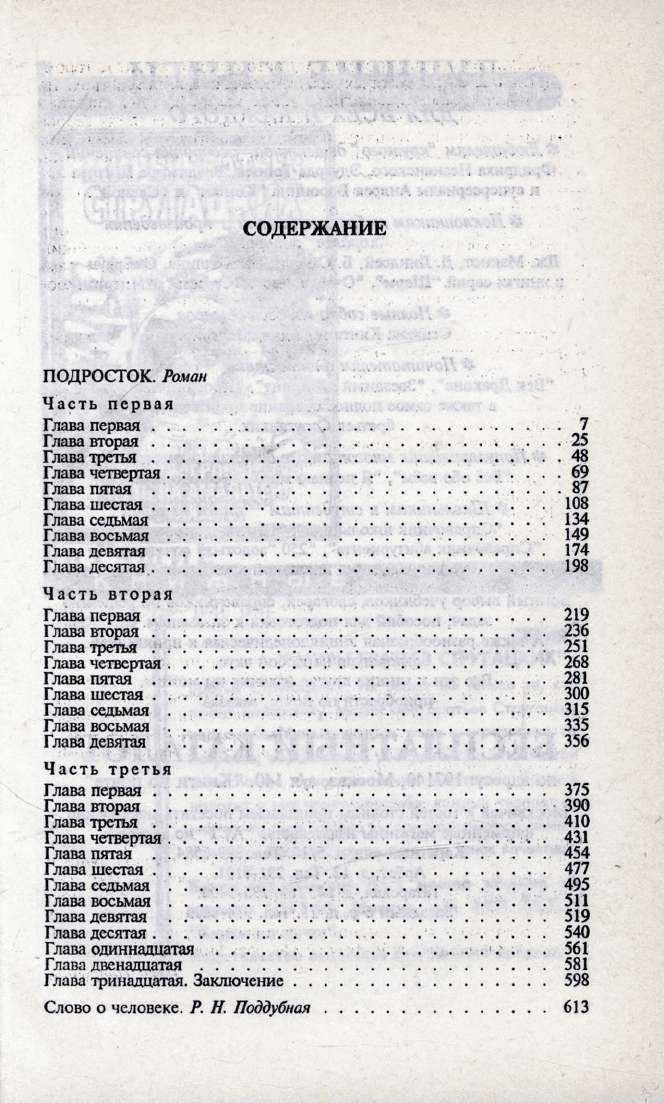 СОДЕРЖАНИЕ
ПОДРОСТОК. Роман
Часть первая
Глава первая . . . . . . . . . . . . . . . . . . . . . . . . . . . 7
Глава вторая . . . . . . . . . . . . . . . . . . . . . . . . . . . 25
Глава третья . . . . . . . . . . . . . . . . . . . . . . . . . . . 48
Глава четвертая . . . . . . . . . . . . . . . . . . . . . . . . . . 69
Глава пятая . . . . . . . . . . . . . . . . . . . . . . . . . . . 87
Глава шестая . . . . . . . . . . . . . . . . . . . . . . . . . . . 108
Глава седьмая . . . . . . . . . . . . . . . . . . . . . . . . . . 134
Глава восьмая . . . . . . . . . . . . . . . . . . . . . . . . . . 149
Глава девятая . . . . . . . . . . . . . . . . . . . . . . . . . . 174
Глава десятая . . . . . . . . . . . . . . . . . . . . . . . . . . 198
Часть вторая
Глава первая . . . . . . . . . . . . . . . . . . . . . . . . . . . 219
Глава вторая . . . . . . . . . . . . . . . . . . . . . . . . . . . 236
Глава третья . . . . . . . . . . . . . . . . . . . . . . . . . . . 251
Глава четвертая . . . . . . . . . . . . . . . . . . . . . . . . . . 268
Глава пятая . . . . . . . . . . . . . . . . . . . . . . . . . . . 281
Глава шестая . . . . . . . . . . . . . . . . . . . . . . . . . . . 300
Глава седьмая . . . . . . . . . . . . . . . . . . . . . . . . . . 315
Глава восьмая . . . . . . . . . . . . . . . . . . . . . . . . . . 335
Глава девятая . . . . . . . . . . . . . . . . . . . . . . . . . . 356
Часть третья
Глава первая . . . . . . . . . . . . . . . . . . . . . . . . . . . 375
Глава вторая . . . . . . . . . . . . . . . . . . . . . . . . . . . 390
Глава третья . . . . . . . . . . . . . . . . . . . . . . . . . . . 410
Глава четвертая . . . . . . . . . . . . . . . . . . . . . . . . . . 431
Глава пятая . . . . . . . . . . . . . . . . . . . . . . . . . . . 454
Глава шестая . . . . . . . . . . . . . . . . . . . . . . . . . . . 477
Глава седьмая . . . . . . . . . . . . . . . . . . . . . . . . . . 495
Глава восьмая . . . . . . . . . . . . . . . . . . . . . . . . . . 511
Глава девятая . . . . . . . . . . . . . . . . . . . . . . . . . . 519
Глава десятая . . . . . . . . . . . . . . . . . . . . . . . . . . 540
Глава одиннадцатая . . . . . . . . . . . . . . . . . . . . . . . . 561
Глава двенадцатая . . . . . . . . . . . . . . . . . . . . . . . . 581
Глава тринадцатая. Заключение . . . . . . . . . . . . . . . . . . 598
Слово о человеке. Р. Н. Поддубная . . . . . . . . . . . . . . . . 613